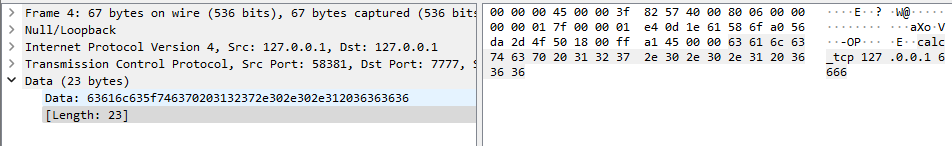 Frame 4: 67 bytes on wire (536 bits), 67 bytes captured (536 bits
Null/Loopback
Internet Protocol Version 4, Src: 127.0.0.1, Dst: 127.0.0.1
Transmission Control Protocol, Src Port: 58381, Dst Port: 7777, S
Data (23 bytes)
Data: 63616c635f746370203132372e302e302e312036363636
[Length: 23]
00 00 00 45 00 00 3f 82 57 40 00 80 06 00 00
00 00 01 7f 00 00 01 e4 0d 1e 61 58 6f a0 56
da 2d 4f 50 18 00 ff a1 45 00 00 63 61 6c 63
74 63 70 20 31 32 37 2e 30 2e 30 2e 31 20 36
36 36
····E··? ·W@·····
········ ···aXo·V
··-OP··· ·E··calc
_tcp 127 .0.0.1 6
666